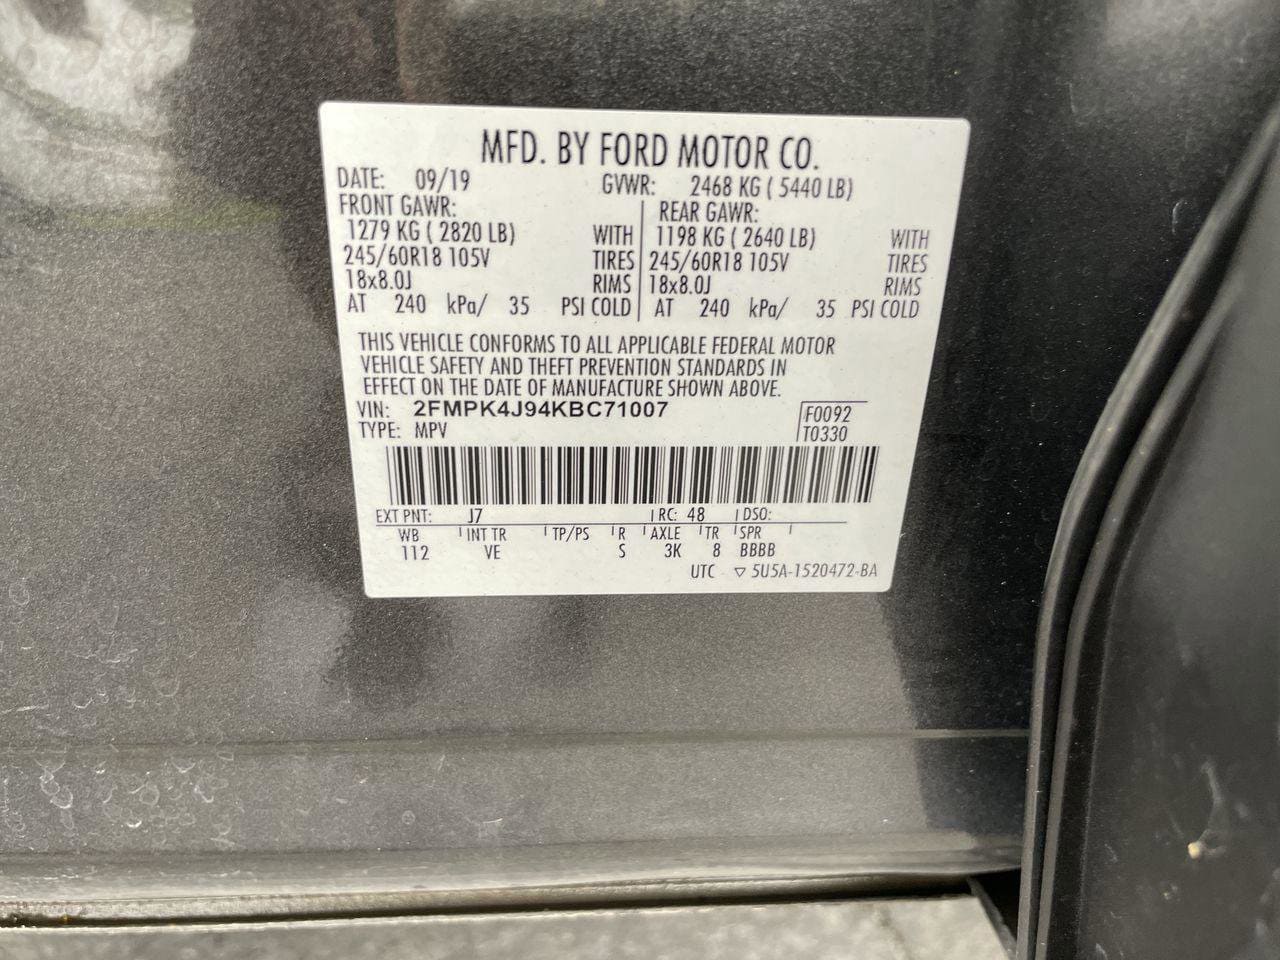 MFD. BY FORD MOTOR CO.
DATE: 09/19 GVWR: 2468 KG ( 5440 LB)
FRONT GAWR: REAR GAWR:
1279 KG ( 2820 LB) WITH 1198 KG ( 2640 LB) WITH
245/60R18 105V TIRES 245/60R18 105V TIRES
18x8.0J RIMS 18x8.0J RIMS
AT 240 kPa/ 35 PSI COLD AT 240 kPa/ 35 PSI COLD
THIS VEHICLE CONFORMS TO ALL APPLICABLE FEDERAL MOTOR
VEHICLE SAFETY AND THEFT PREVENTION STANDARDS IN
EFFECT ON THE DATE OF MANUFACTURE SHOWN ABOVE.
VIN: 2FMPK4J94KBC71007 F0092
TYPE: MPV T0330
EXT PNT: J7 RC: 48 DSO:
WB INT TR TP/PS R AXLE TR SPR
112 VE S 3K 8 BBBB
UTC ▽ 5U5A-1520472-BA